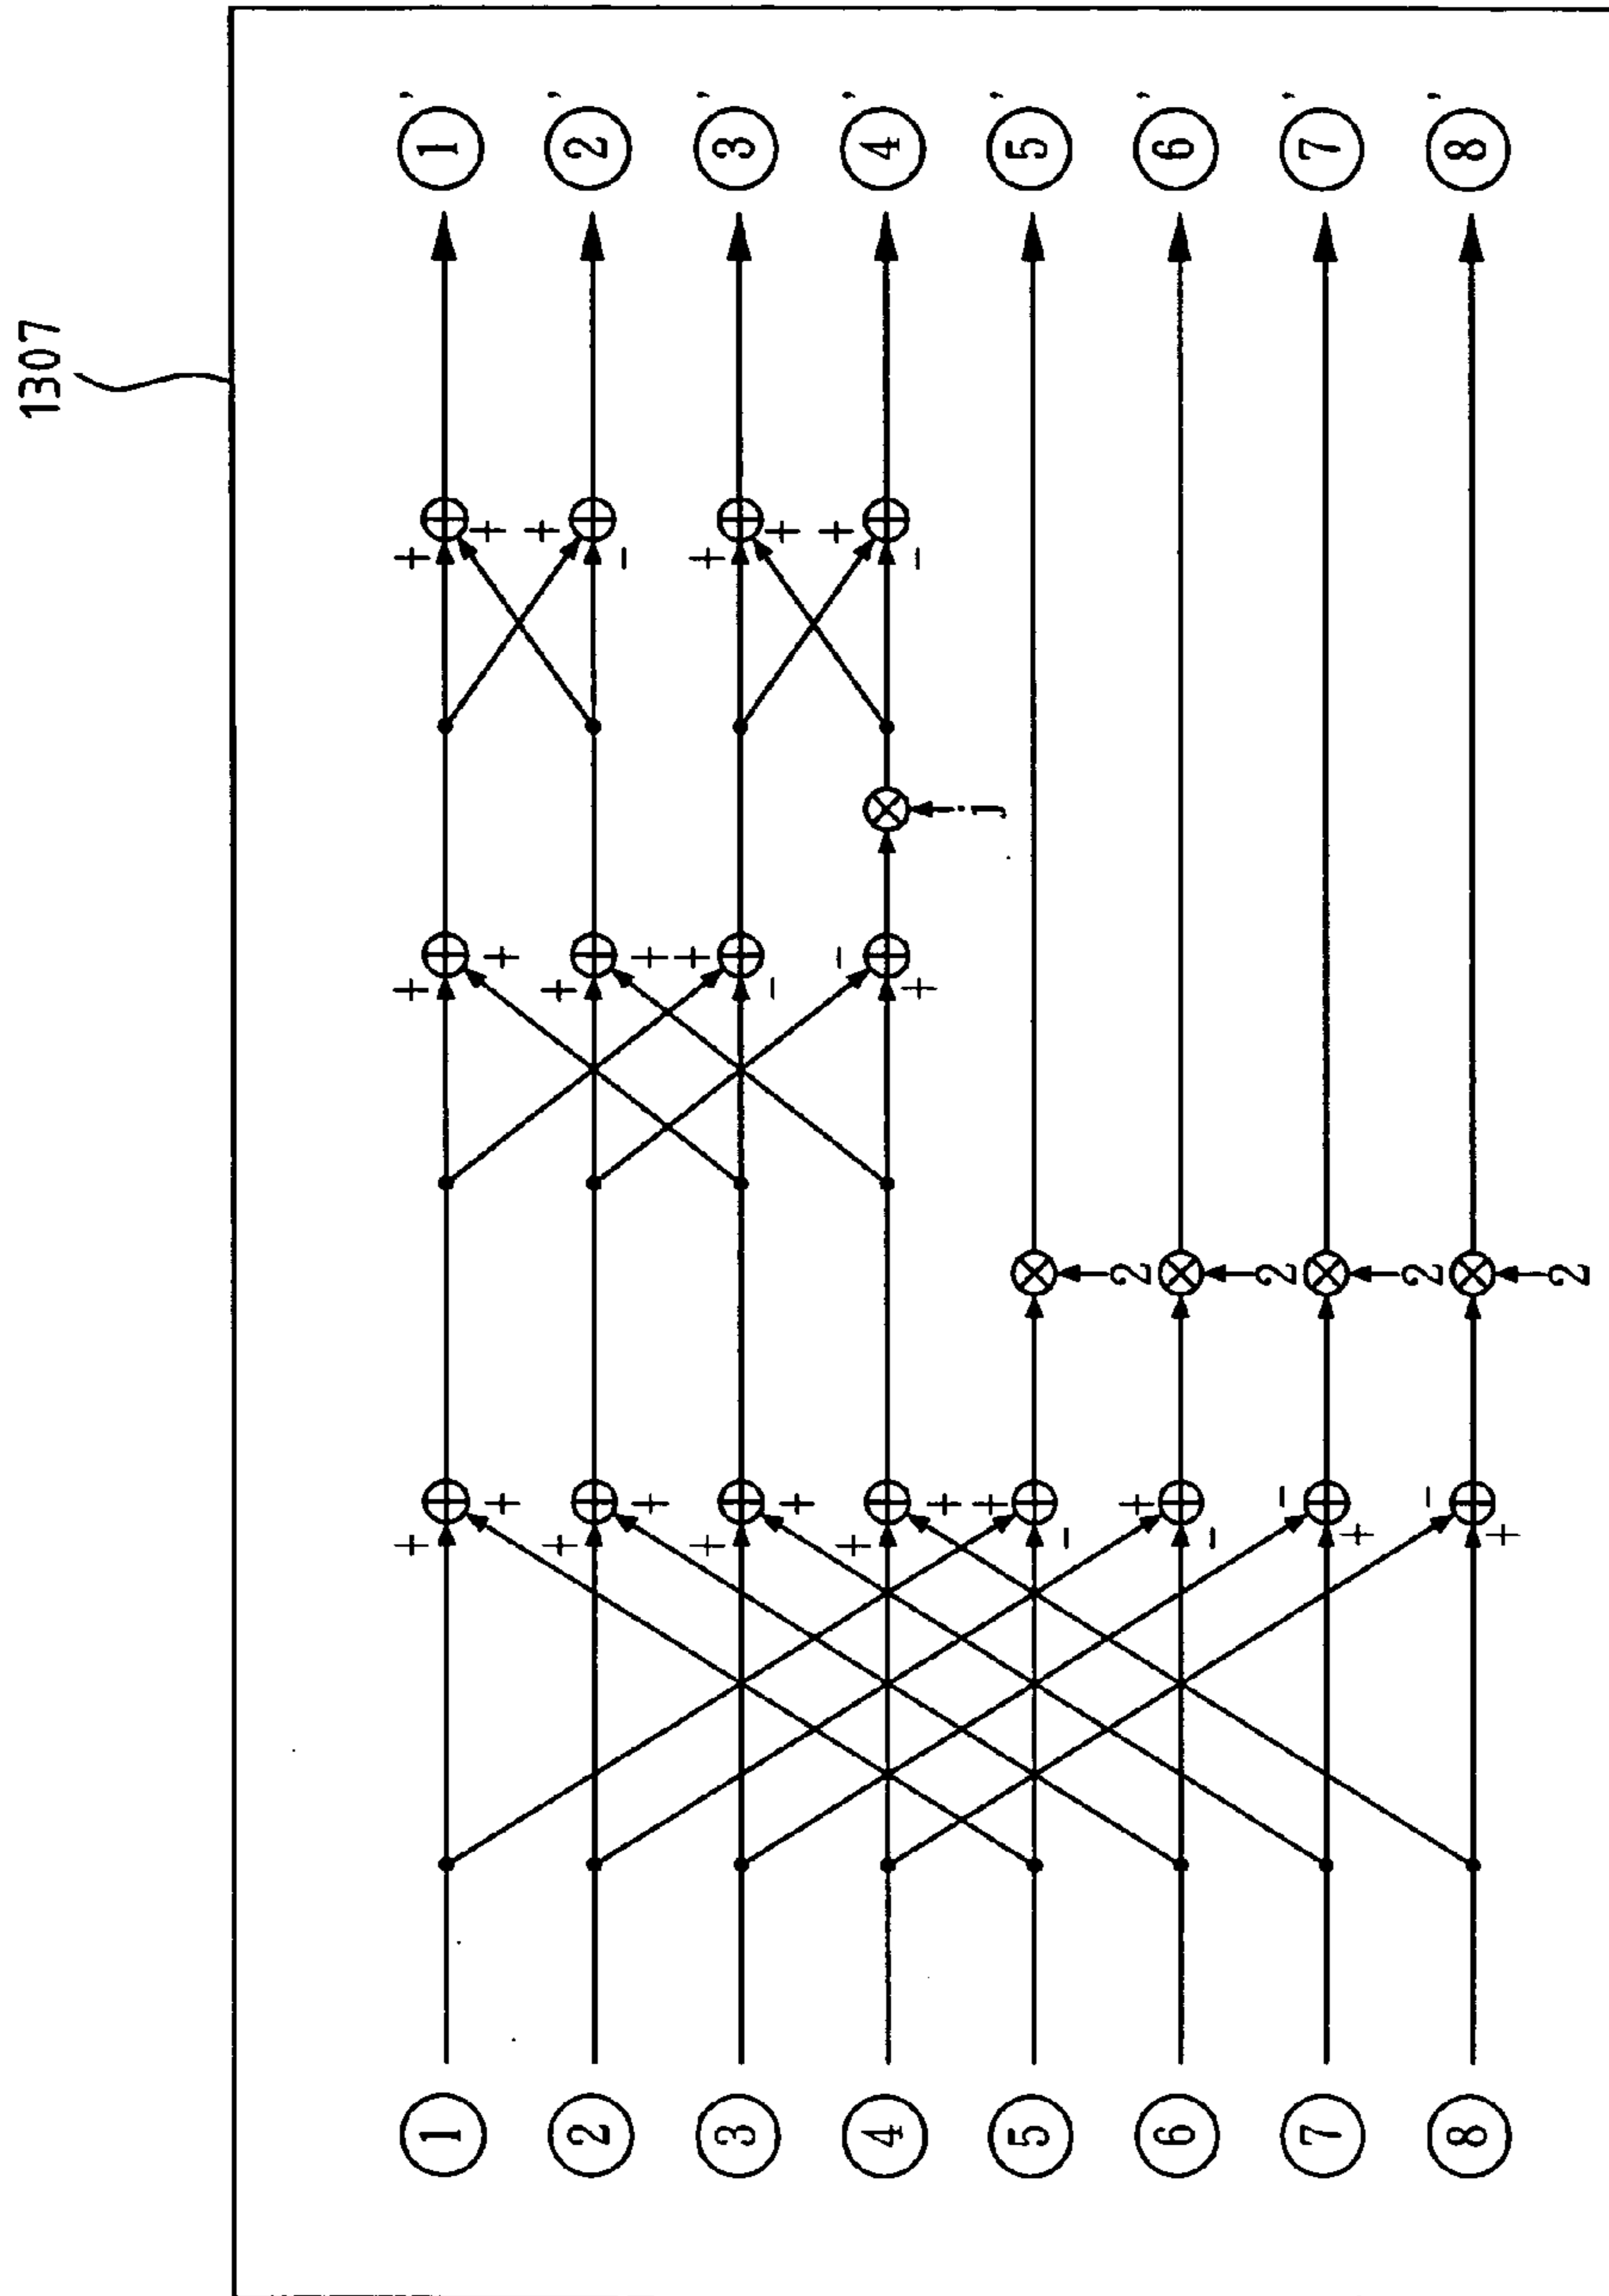 1307
① + + + + + + ①'
② + + + + + - ②'
③ + + + - + + ③'
④ + + - + j + - ④'
⑤ + - 2 ⑤'
⑥ + - 2 ⑥'
⑦ - + 2 ⑦'
⑧ - + 2 ⑧'